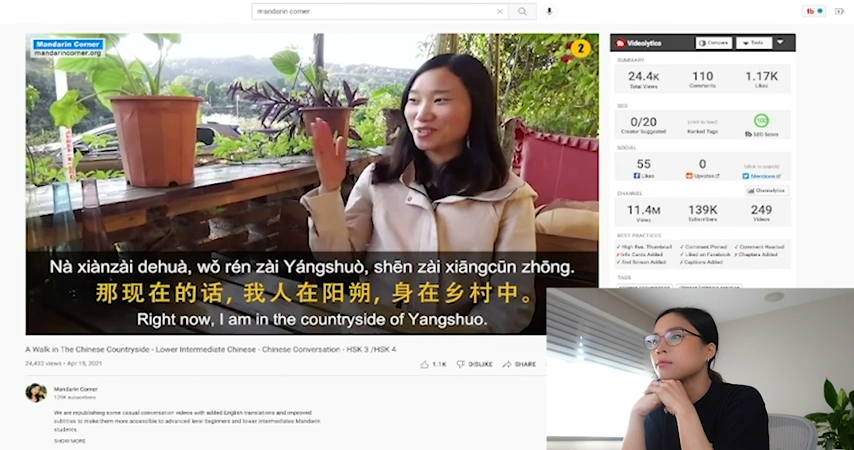 mandarin corner
Mandarin Corner
mandarincorner.org
2
Nà xiànzài dehuà, wǒ rén zài Yángshuò, shēn zài xiāngcūn zhōng.
那现在的话, 我人在阳朔, 身在乡村中。
Right now, I am in the countryside of Yangshuo.
A Walk in The Chinese Countryside - Lower Intermediate Chinese - Chinese Conversation - HSK 3 /HSK 4
24,432 views • Apr 15, 2021
1.1K DISLIKE SHARE
Mandarin Corner
We are republishing some casual conversation videos with added English translations and improved
subtitles to make them more accessible to advanced level beginners and lower intermediates Mandarin
students.
SHOW MORE
Videolytics
Compare Tools
SUMMARY
24.4K 110 1.17K
Total Views Comments Likes
SEO
0/20 100
Creator Suggested Ranked Tags SEO Score
SOCIAL
55 0
Likes Upvotes Mentions
Channelytics
CHANNEL
11.4M 139K 249
Views Subscribers Videos
BEST PRACTICES
High Res. Thumbnail Comment Pinned Comment Hearted
Info Cards Added Liked on Facebook Chapters Added
End Screen Added Captions Added
TAGS